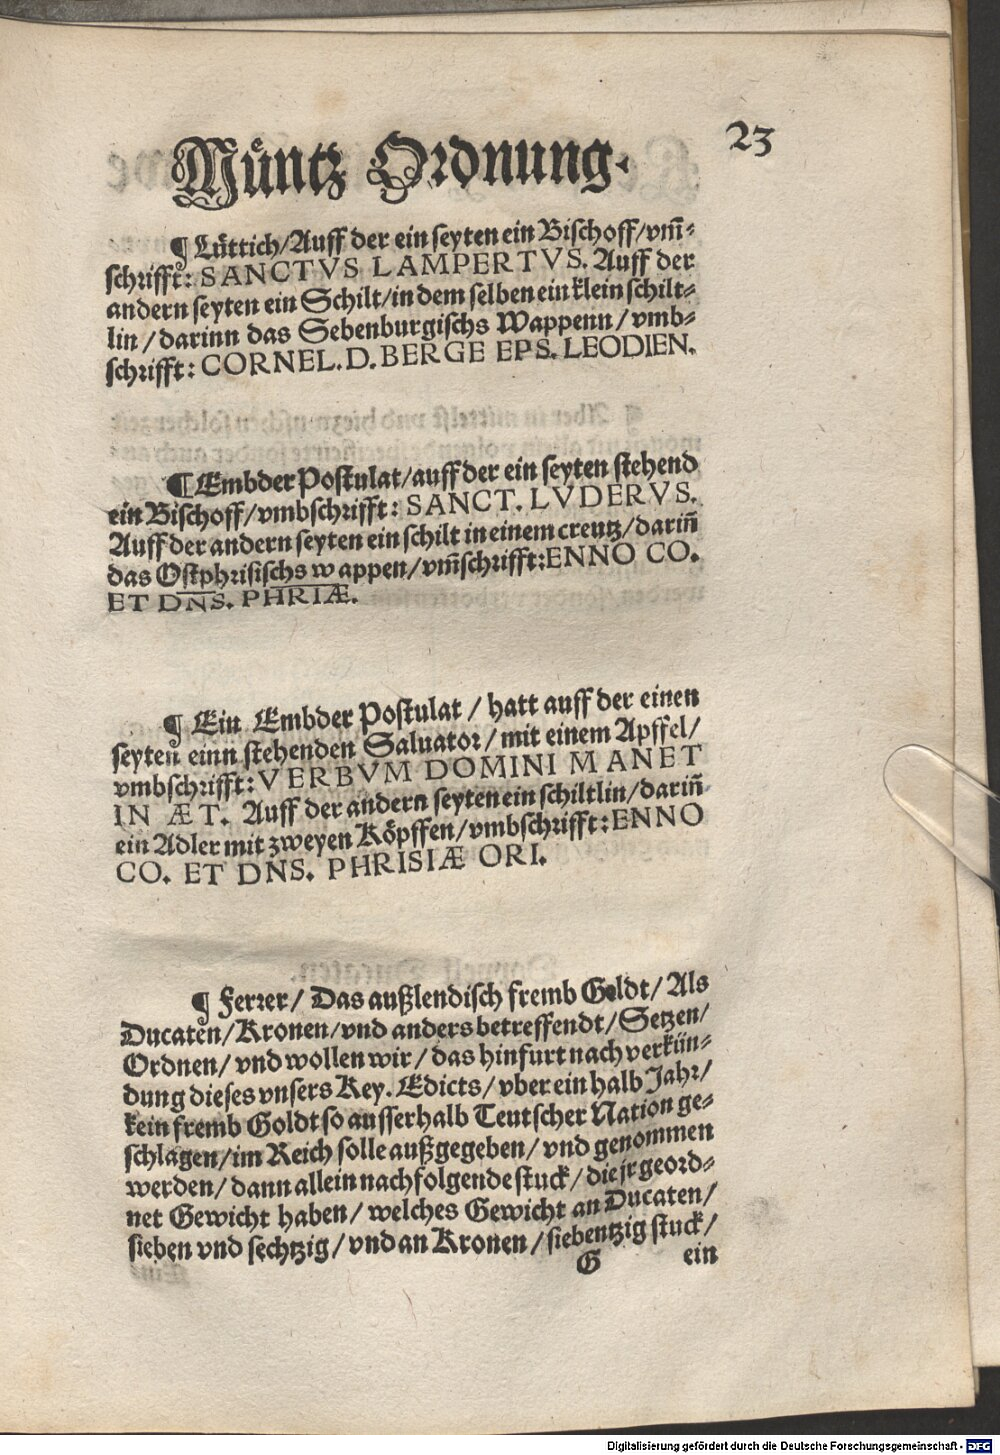 Müntz Ordnung.
23
¶ Lüttich/Auff der ein seyten ein Bischoff/vm̃-
schrifft: SANCTVS LAMPERTVS. Auff der
andern seyten ein Schilt/in dem selben ein klein schilt-
lin/darinn das Sebenburgischs Wappenn/vmb-
schrifft: CORNEL. D. BERGE EPS. LEODIEN.
¶ Embder Postulat/auff der ein seyten stehend
ein Bischoff/vmbschrifft: SANCT. LVDERVS.
Auff der andern seyten ein schilt in einem creutz/darin̄
das Ostphrisischs wappen/vm̃schrifft: ENNO CO.
ET DN̄S. PHRIÆ.
¶ Ein Embder Postulat/hatt auff der einen
seyten einn stehenden Saluator/mit einem Apffel/
vmbschrifft: VERBVM DOMINI MANET
IN ÆT. Auff der andern seyten ein schiltlin/darin̄
ein Adler mit zweyen Köpffen/vmbschrifft: ENNO
CO. ET DNS. PHRISIÆ ORI.
¶ Ferrer/Das außlendisch fremb Goldt/Als
Ducaten/Kronen/vnd anders betreffendt/Setzen/
Ordnen/vnd wollen wir/das hinfurt nach verkün-
dung dieses vnsers Key. Edicts/vber ein halb Jahr/
kein fremb Goldt so ausserhalb Teutscher Nation ge-
schlagen/im Reich solle außgegeben/vnd genommen
werden/dann allein nachfolgende stuck/die jr geord-
net Gewicht haben/welches Gewicht an Ducaten/
sieben vnd sechtzig/vnd an Kronen/siebentzig stuck/
G ein
Digitalisierung gefördert durch die Deutsche Forschungsgemeinschaft - DFG